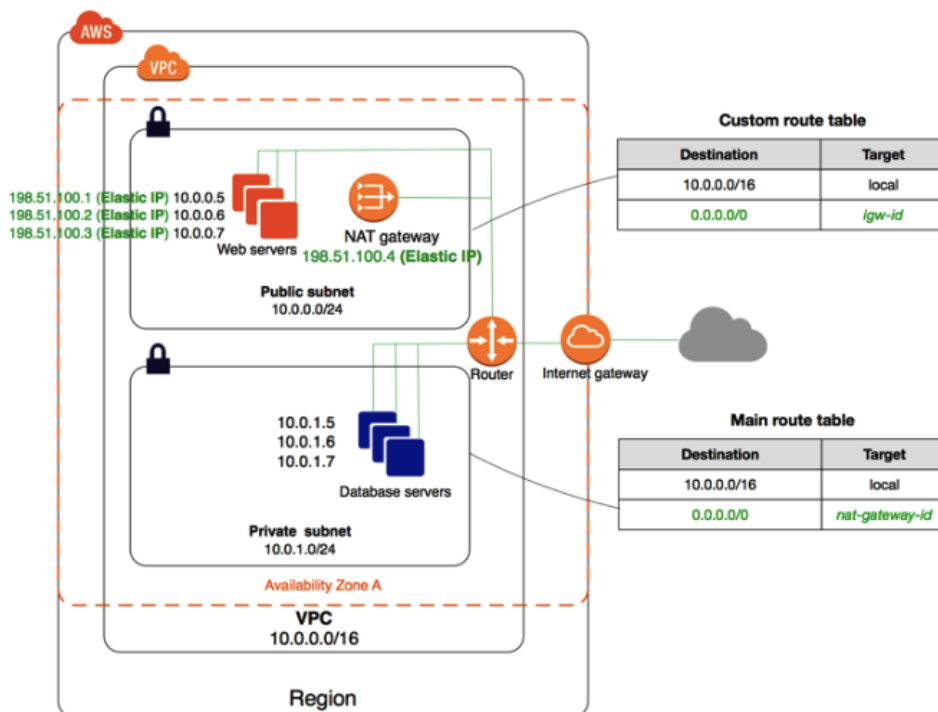 AWS
VPC
Custom route table
Destination Target
10.0.0.0/16 local
0.0.0.0/0 igw-id
198.51.100.1 (Elastic IP) 10.0.0.5
198.51.100.2 (Elastic IP) 10.0.0.6
198.51.100.3 (Elastic IP) 10.0.0.7
Web servers
NAT gateway
198.51.100.4 (Elastic IP)
Public subnet
10.0.0.0/24
Router
Internet gateway
10.0.1.5
10.0.1.6
10.0.1.7
Database servers
Private subnet
10.0.1.0/24
Main route table
Destination Target
10.0.0.0/16 local
0.0.0.0/0 nat-gateway-id
Availability Zone A
VPC
10.0.0.0/16
Region